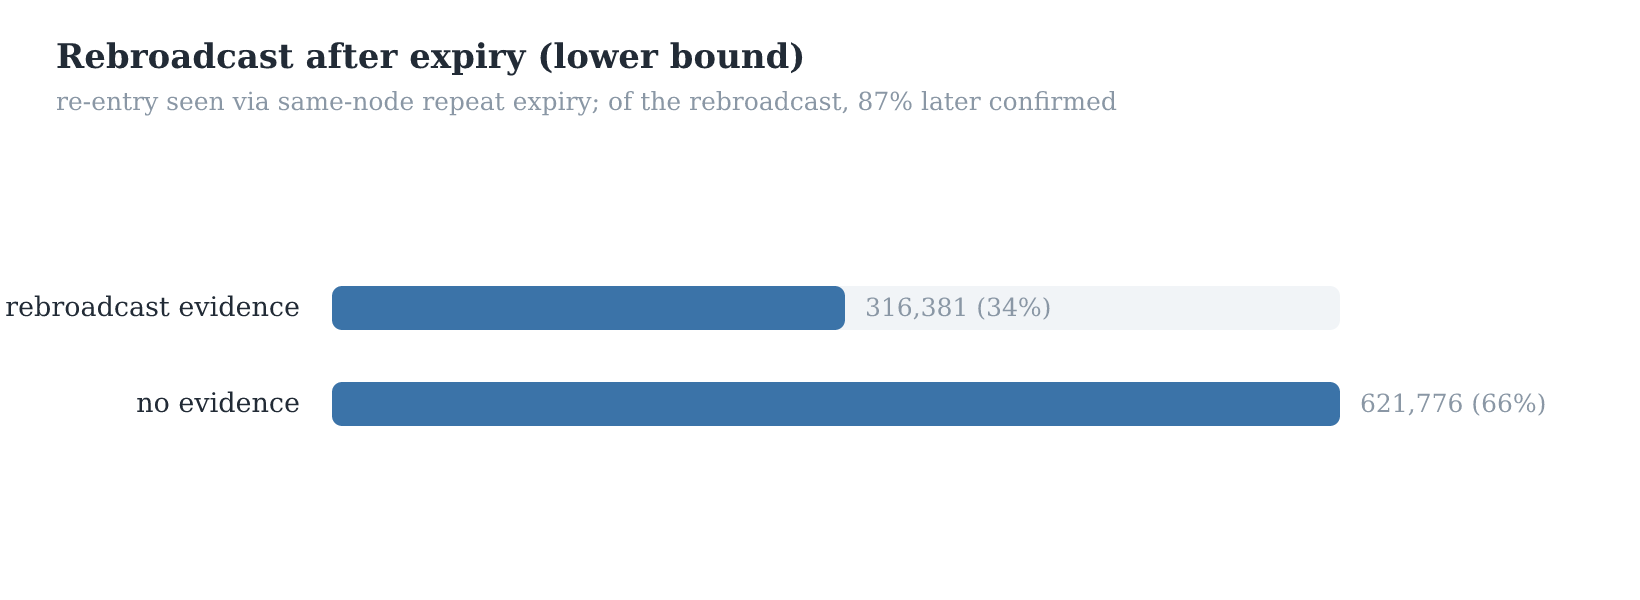 Rebroadcast after expiry (lower bound)
re-entry seen via same-node repeat expiry; of the rebroadcast, 87% later confirmed
rebroadcast evidence 316,381 (34%)
no evidence 621,776 (66%)